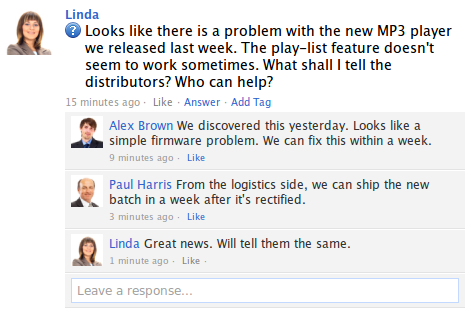 Linda
? Looks like there is a problem with the new MP3 player
we released last week. The play-list feature doesn't
seem to work sometimes. What shall I tell the
distributors? Who can help?
15 minutes ago · Like · Answer · Add Tag
Alex Brown We discovered this yesterday. Looks like a
simple firmware problem. We can fix this within a week.
9 minutes ago · Like
Paul Harris From the logistics side, we can ship the new
batch in a week after it's rectified.
3 minutes ago · Like
Linda Great news. Will tell them the same.
1 minute ago · Like ·
Leave a response...